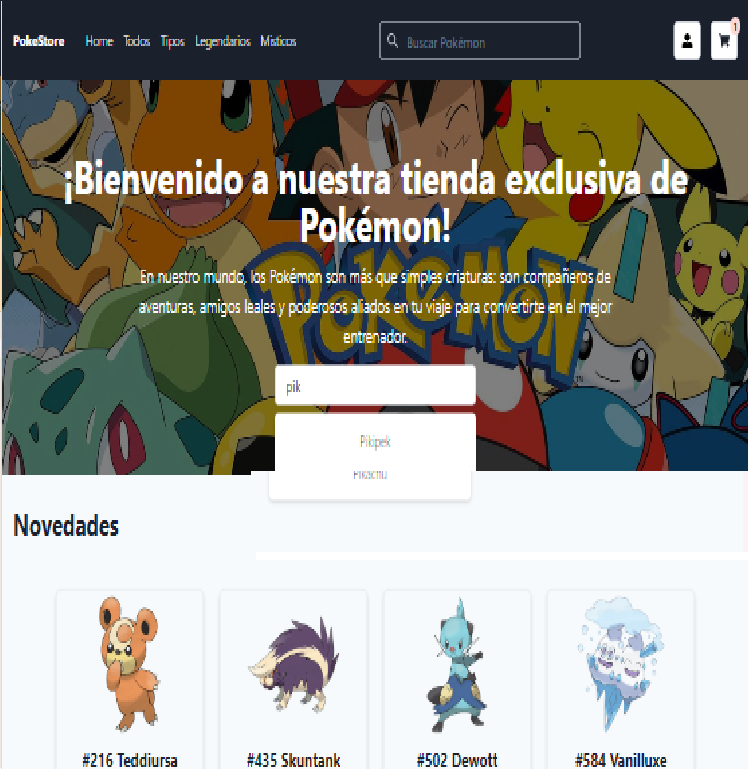 PokeStore Home Todos Tipos Legendarios Misticos Buscar Pokémon 1
¡Bienvenido a nuestra tienda exclusiva de
Pokémon!
En nuestro mundo, los Pokémon son más que simples criaturas: son compañeros de
aventuras, amigos leales y poderosos aliados en tu viaje para convertirte en el mejor
entrenador.
POKéMON
pik
Pikipek
Pikachu
Novedades
#216 Teddiursa #435 Skuntank #502 Dewott #584 Vanilluxe